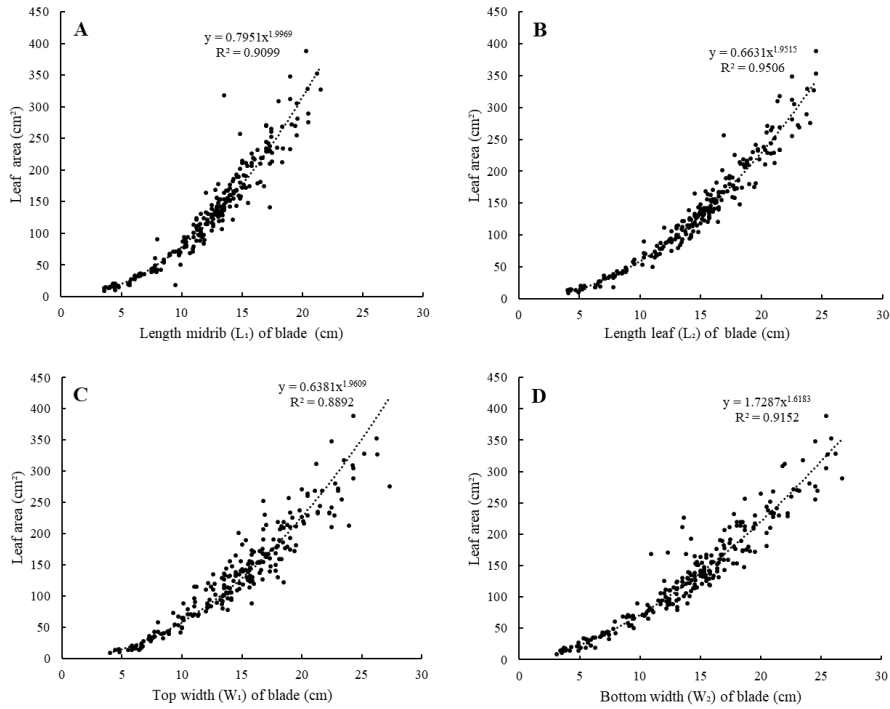 A
y = 0.7951x^1.9969
R² = 0.9099
450
400
350
300
250
200
150
100
50
0
Leaf area (cm²)
0 5 10 15 20 25 30
Length midrib (L₁) of blade (cm)
B
y = 0.6631x^1.9515
R² = 0.9506
450
400
350
300
250
200
150
100
50
0
Leaf area (cm²)
0 5 10 15 20 25 30
Length leaf (L₂) of blade (cm)
C
y = 0.6381x^1.9609
R² = 0.8892
450
400
350
300
250
200
150
100
50
0
Leaf area (cm²)
0 5 10 15 20 25 30
Top width (W₁) of blade (cm)
D
y = 1.7287x^1.6183
R² = 0.9152
450
400
350
300
250
200
150
100
50
0
Leaf area (cm²)
0 5 10 15 20 25 30
Bottom width (W₂) of blade (cm)